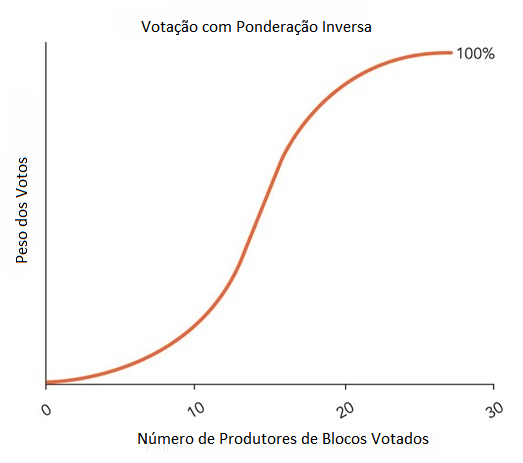 Votação com Ponderação Inversa
100%
Peso dos Votos
0
10
20
30
Número de Produtores de Blocos Votados